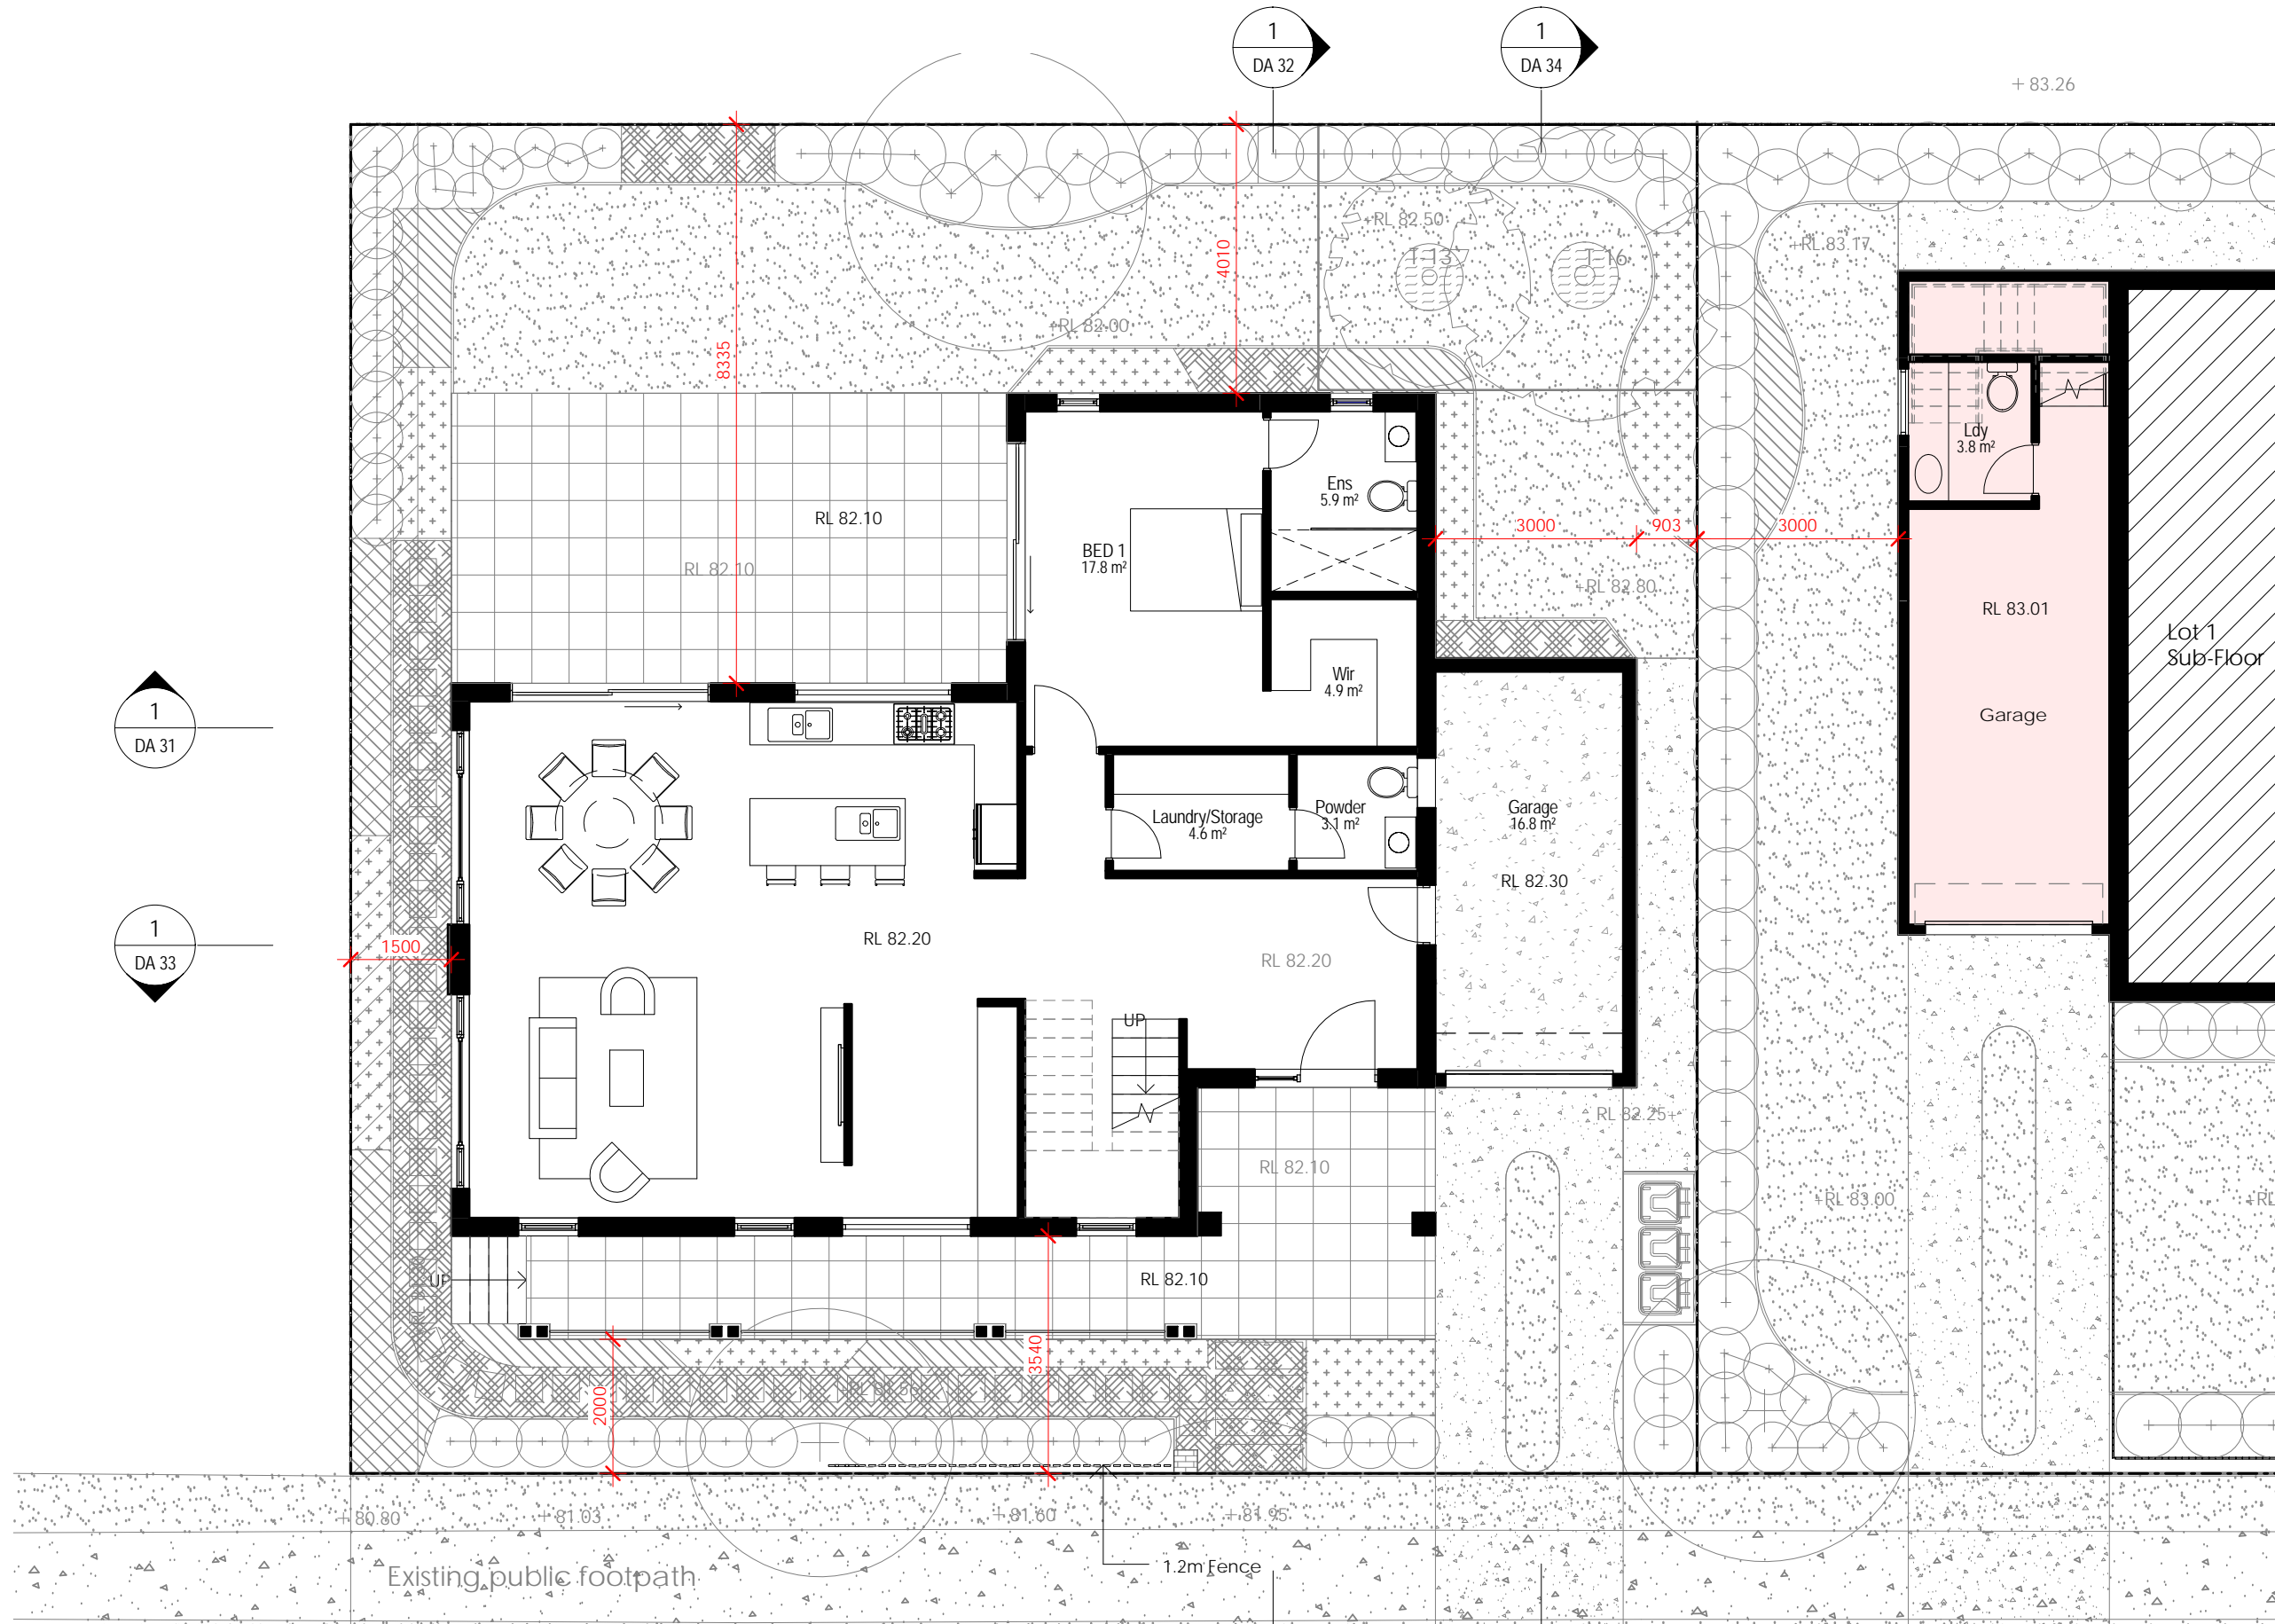 1
DA 32
1
DA 34
+ 83.26
+RL 82.50
T-13
T-16
+RL 83.17
4010
+RL 82.00
8335
Ldy
3.8 m²
Ens
5.9 m²
RL 82.10
3000
903
3000
BED 1
17.8 m²
RL 82.10
+RL 82.80
RL 83.01
Lot 1
Sub-Floor
Wir
4.9 m²
1
DA 31
Garage
Laundry/Storage
4.6 m²
Powder
3.1 m²
Garage
16.8 m²
RL 82.30
1
DA 33
1500
RL 82.20
RL 82.20
UP
RL 82.25+
RL 82.10
+RL 83.00
+RL
UP
RL 82.10
3540
2000
+ 80.80
+ 81.03
+ 81.60
+ 81.95
1.2m Fence
Existing public footpath